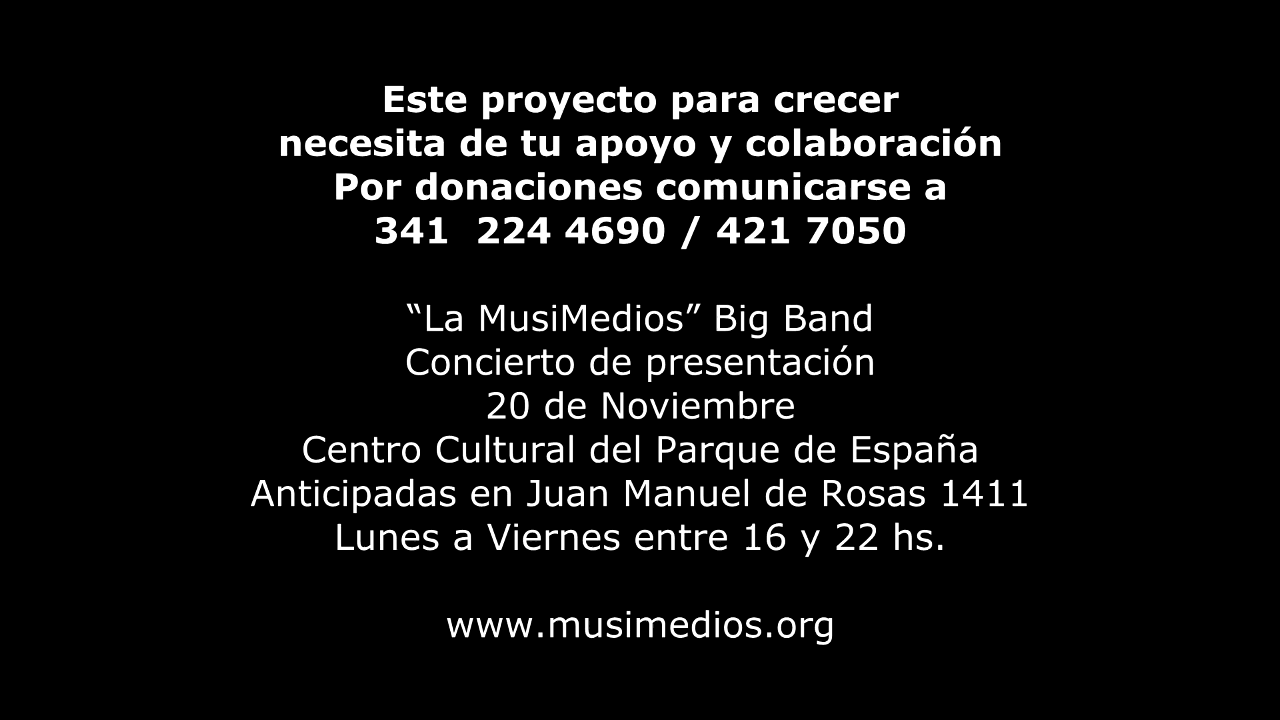 Este proyecto para crecer
necesita de tu apoyo y colaboración
Por donaciones comunicarse a
341  224 4690 / 421 7050
“La MusiMedios” Big Band
Concierto de presentación
20 de Noviembre
Centro Cultural del Parque de España
Anticipadas en Juan Manuel de Rosas 1411
Lunes a Viernes entre 16 y 22 hs.
www.musimedios.org